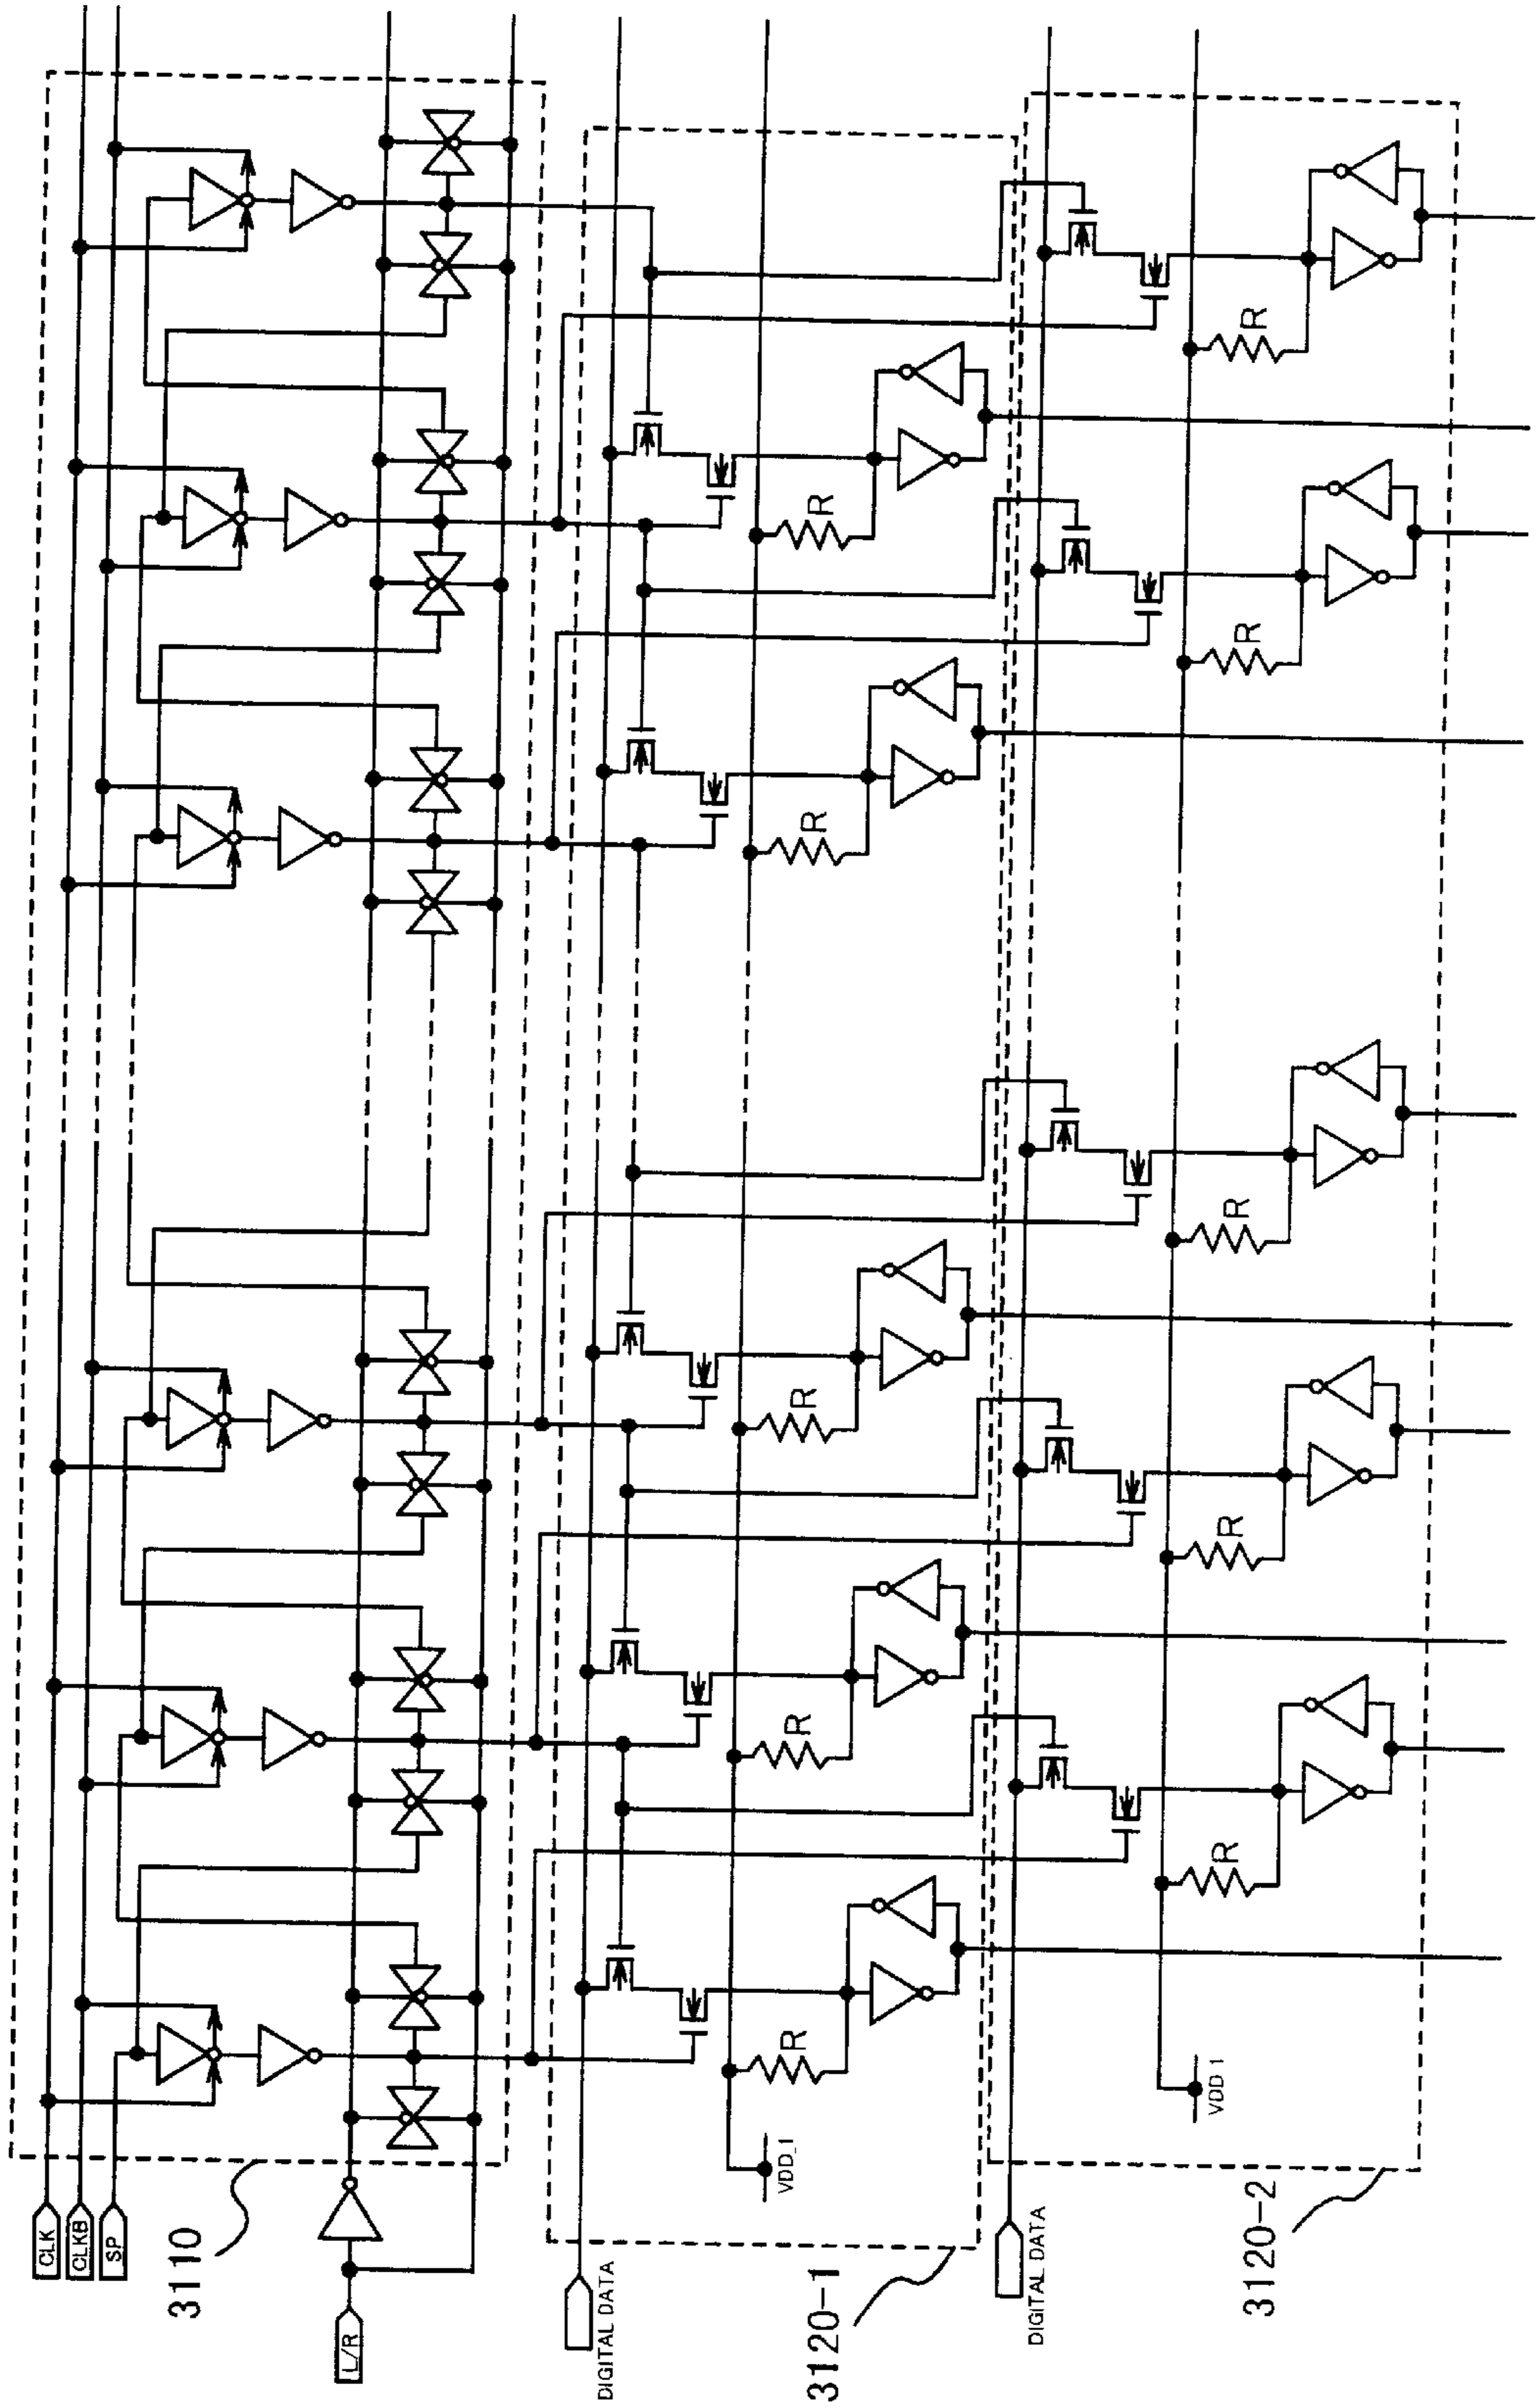 CLK
CLKB
SP
3110
L/R
DIGITAL DATA
3120-1
VDD_1
R
R
R
R
R
DIGITAL DATA
3120-2
VDD 1
R
R
R
R
R